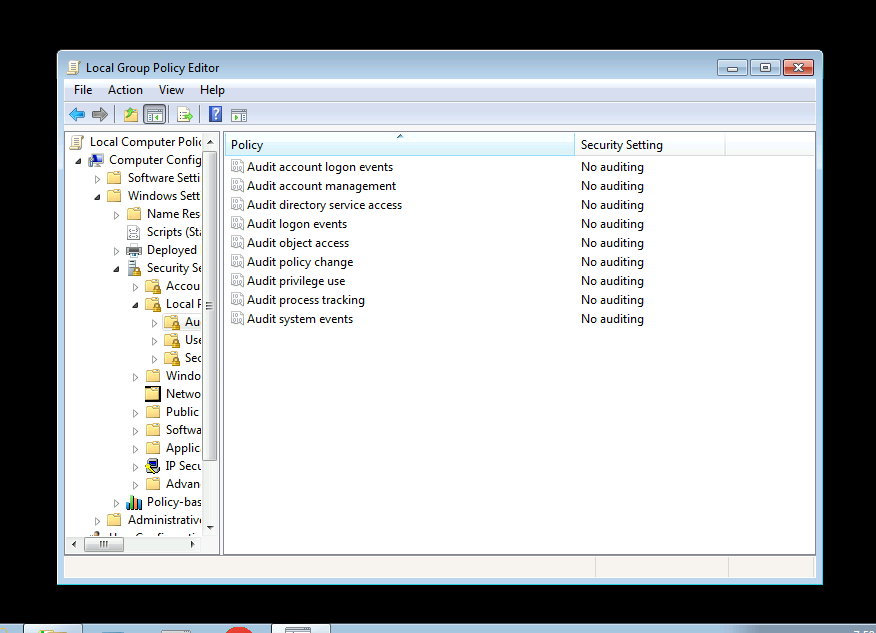 Local Group Policy Editor
File Action View Help
Local Computer Polic
Computer Config
Software Setti
Windows Sett
Name Res
Scripts (Sta
Deployed
Security Se
Accou
Local P
Au
Use
Sec
Windo
Netwo
Public
Softwa
Applic
IP Secu
Advan
Policy-bas
Administrative
Policy Security Setting
Audit account logon events No auditing
Audit account management No auditing
Audit directory service access No auditing
Audit logon events No auditing
Audit object access No auditing
Audit policy change No auditing
Audit privilege use No auditing
Audit process tracking No auditing
Audit system events No auditing